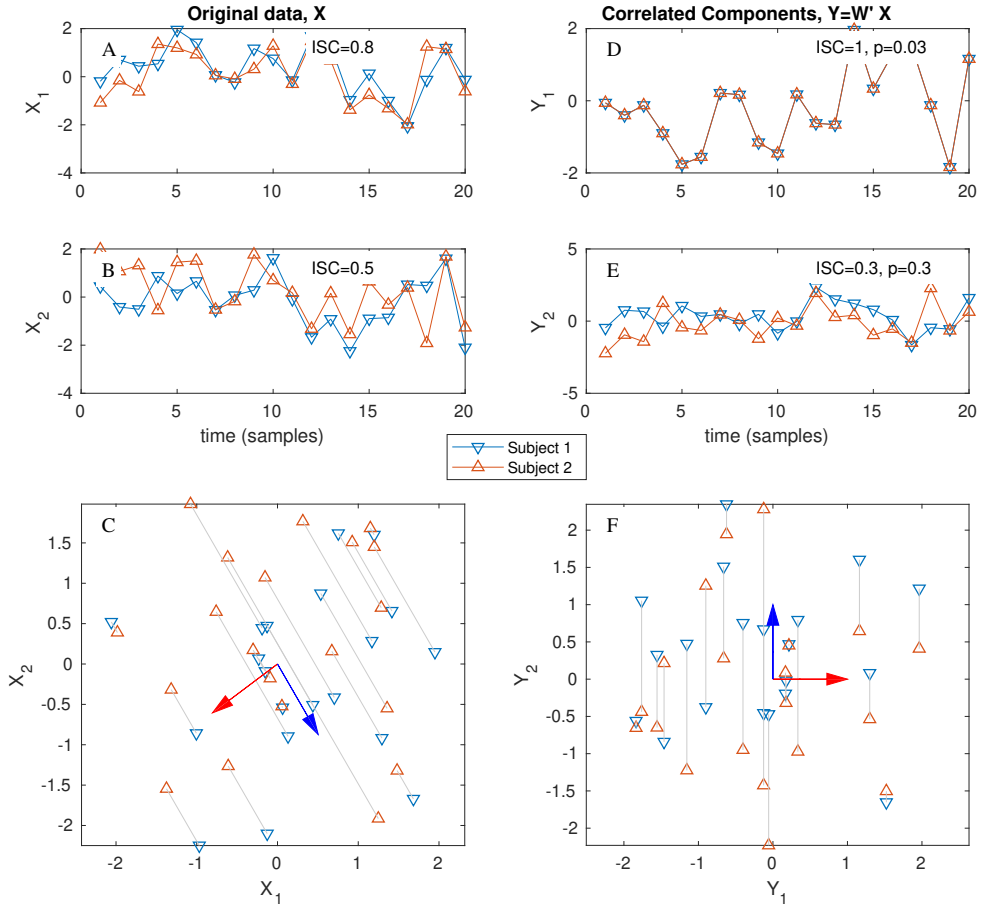 Original data, X
Correlated Components, Y=W' X
A
ISC=0.8
2
0
-2
-4
X1
0
5
10
15
20
D
ISC=1, p=0.03
2
0
-2
Y1
0
5
10
15
20
B
ISC=0.5
2
0
-2
-4
X2
0
5
10
15
20
time (samples)
E
ISC=0.3, p=0.3
5
0
-5
Y2
0
5
10
15
20
time (samples)
Subject 1
Subject 2
C
1.5
1
0.5
0
-0.5
-1
-1.5
-2
X2
-2
-1
0
1
2
X1
F
2
1.5
1
0.5
0
-0.5
-1
-1.5
-2
Y2
-2
-1
0
1
2
Y1